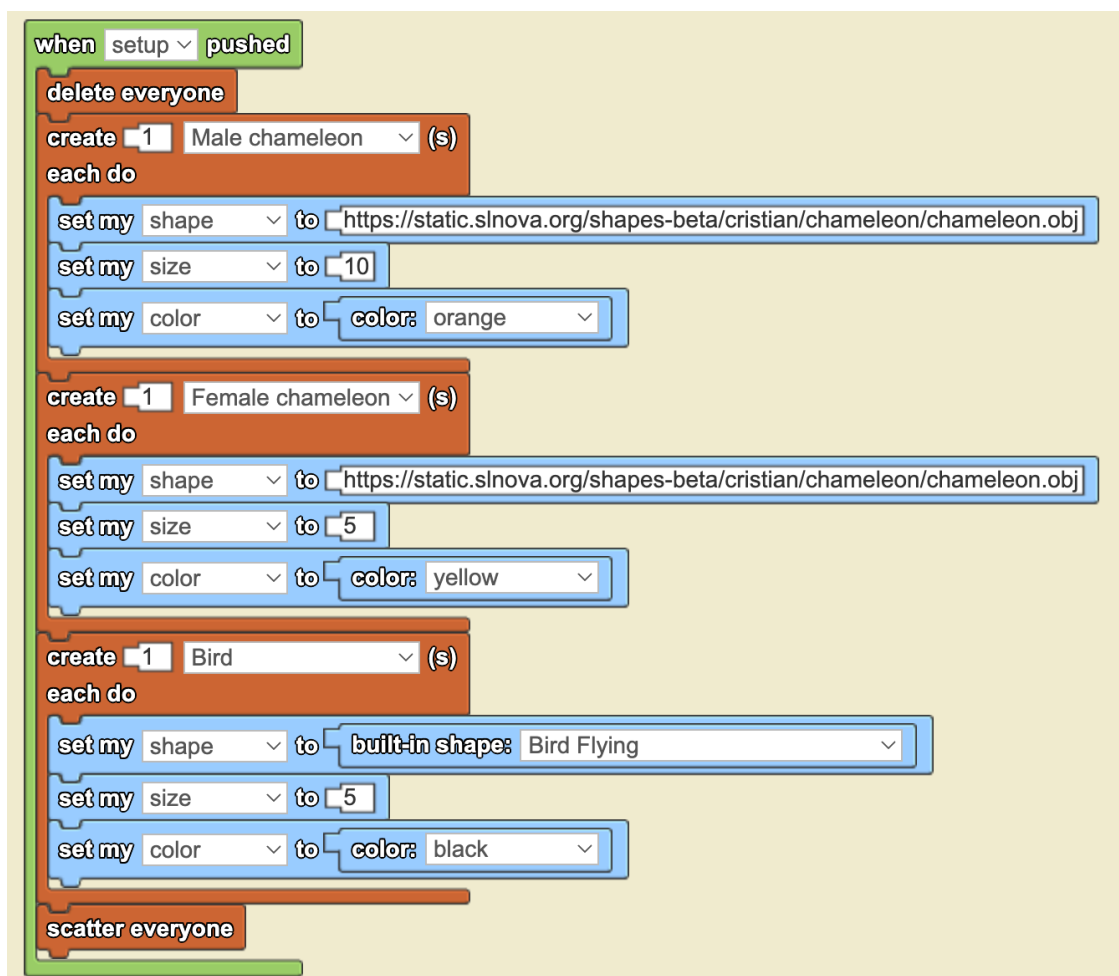 when setup pushed
delete everyone
create 1 Male chameleon (s)
each do
set my shape to https://static.slnova.org/shapes-beta/cristian/chameleon/chameleon.obj
set my size to 10
set my color to color: orange
create 1 Female chameleon (s)
each do
set my shape to https://static.slnova.org/shapes-beta/cristian/chameleon/chameleon.obj
set my size to 5
set my color to color: yellow
create 1 Bird (s)
each do
set my shape to built-in shape: Bird Flying
set my size to 5
set my color to color: black
scatter everyone